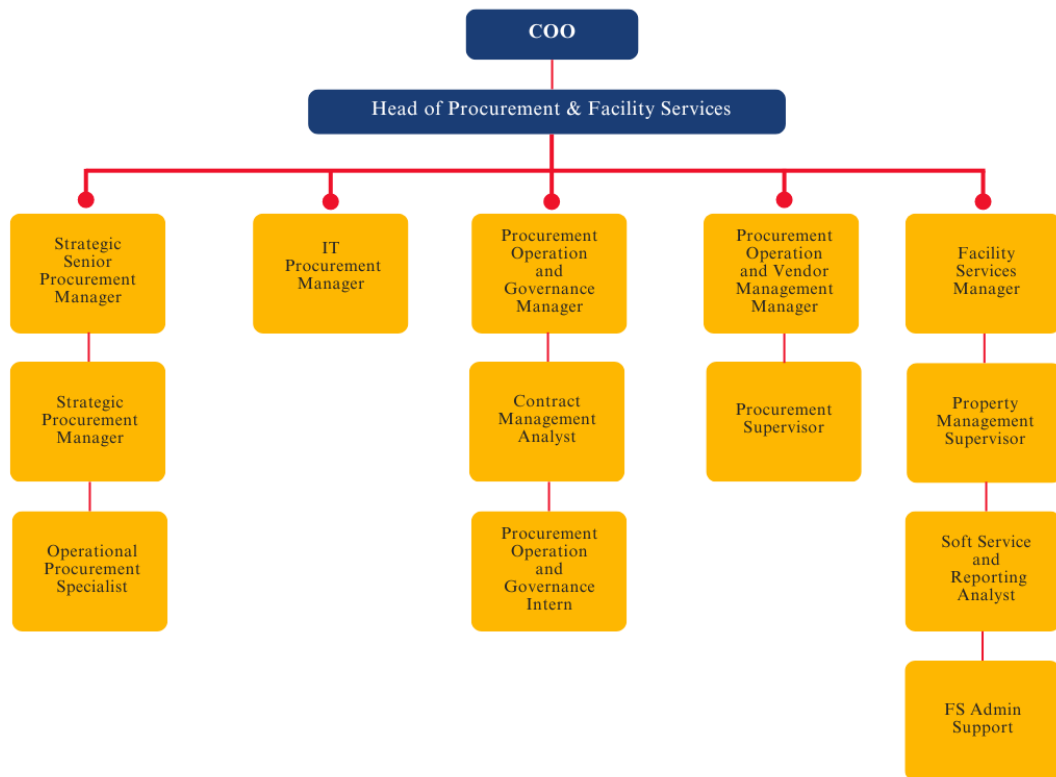 COO
Head of Procurement & Facility Services
Strategic
Senior
Procurement
Manager
IT
Procurement
Manager
Procurement
Operation
and
Governance
Manager
Procurement
Operation
and Vendor
Management
Manager
Facility
Services
Manager
Strategic
Procurement
Manager
Contract
Management
Analyst
Procurement
Supervisor
Property
Management
Supervisor
Operational
Procurement
Specialist
Procurement
Operation
and
Governance
Intern
Soft Service
and
Reporting
Analyst
FS Admin
Support